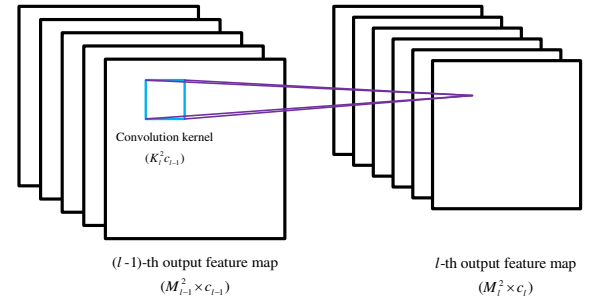 Convolution kernel
(K_l^2 c_{l-1})
(l-1)-th output feature map
(M_{l-1}^2 × c_{l-1})
l-th output feature map
(M_l^2 × c_l)